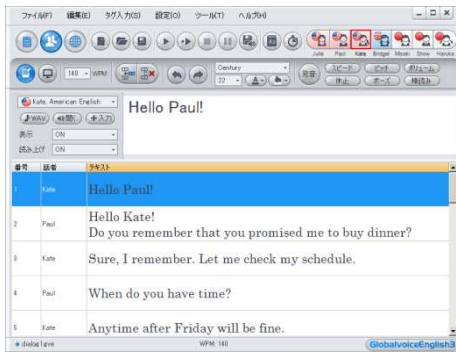 ファイル(F) 編集(E) タグ入力(S) 設定(O) ツール(T) ヘルプ(H)
Julie Paul Kate Bridget Misaki Show Haruka
140 WPM
Century
22
発音
スピード ピッチ ボリューム
休止 ポーズ
Kate, American English
WAV 聞く 入力
表示 ON
読み上げ ON
Hello Paul!
番号 話者 テキスト
1 Kate Hello Paul!
2 Paul Hello Kate!
Do you remember that you promised me to buy dinner?
3 Kate Sure, I remember. Let me check my schedule.
4 Paul When do you have time?
5 Kate Anytime after Friday will be fine.
dialog1.gve WPM: 140 GlobalvoiceEnglish3